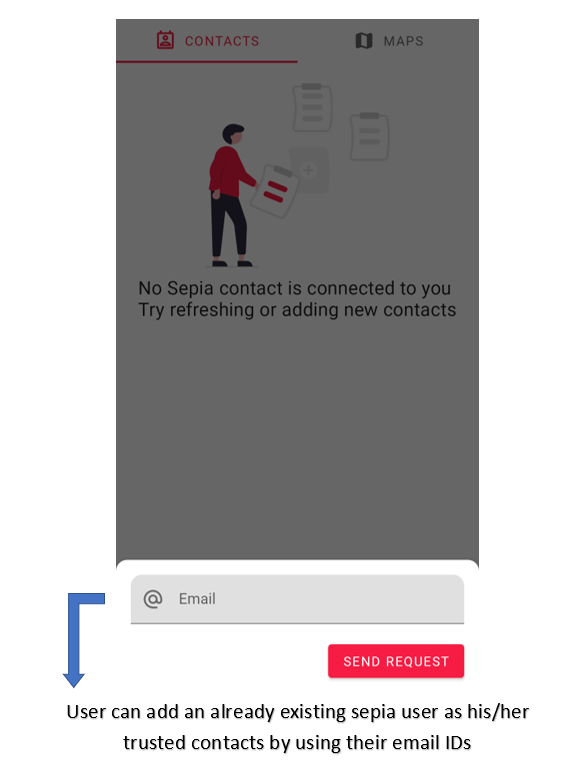 CONTACTS MAPS
No Sepia contact is connected to you
Try refreshing or adding new contacts
Email
SEND REQUEST
User can add an already existing sepia user as his/her
trusted contacts by using their email IDs